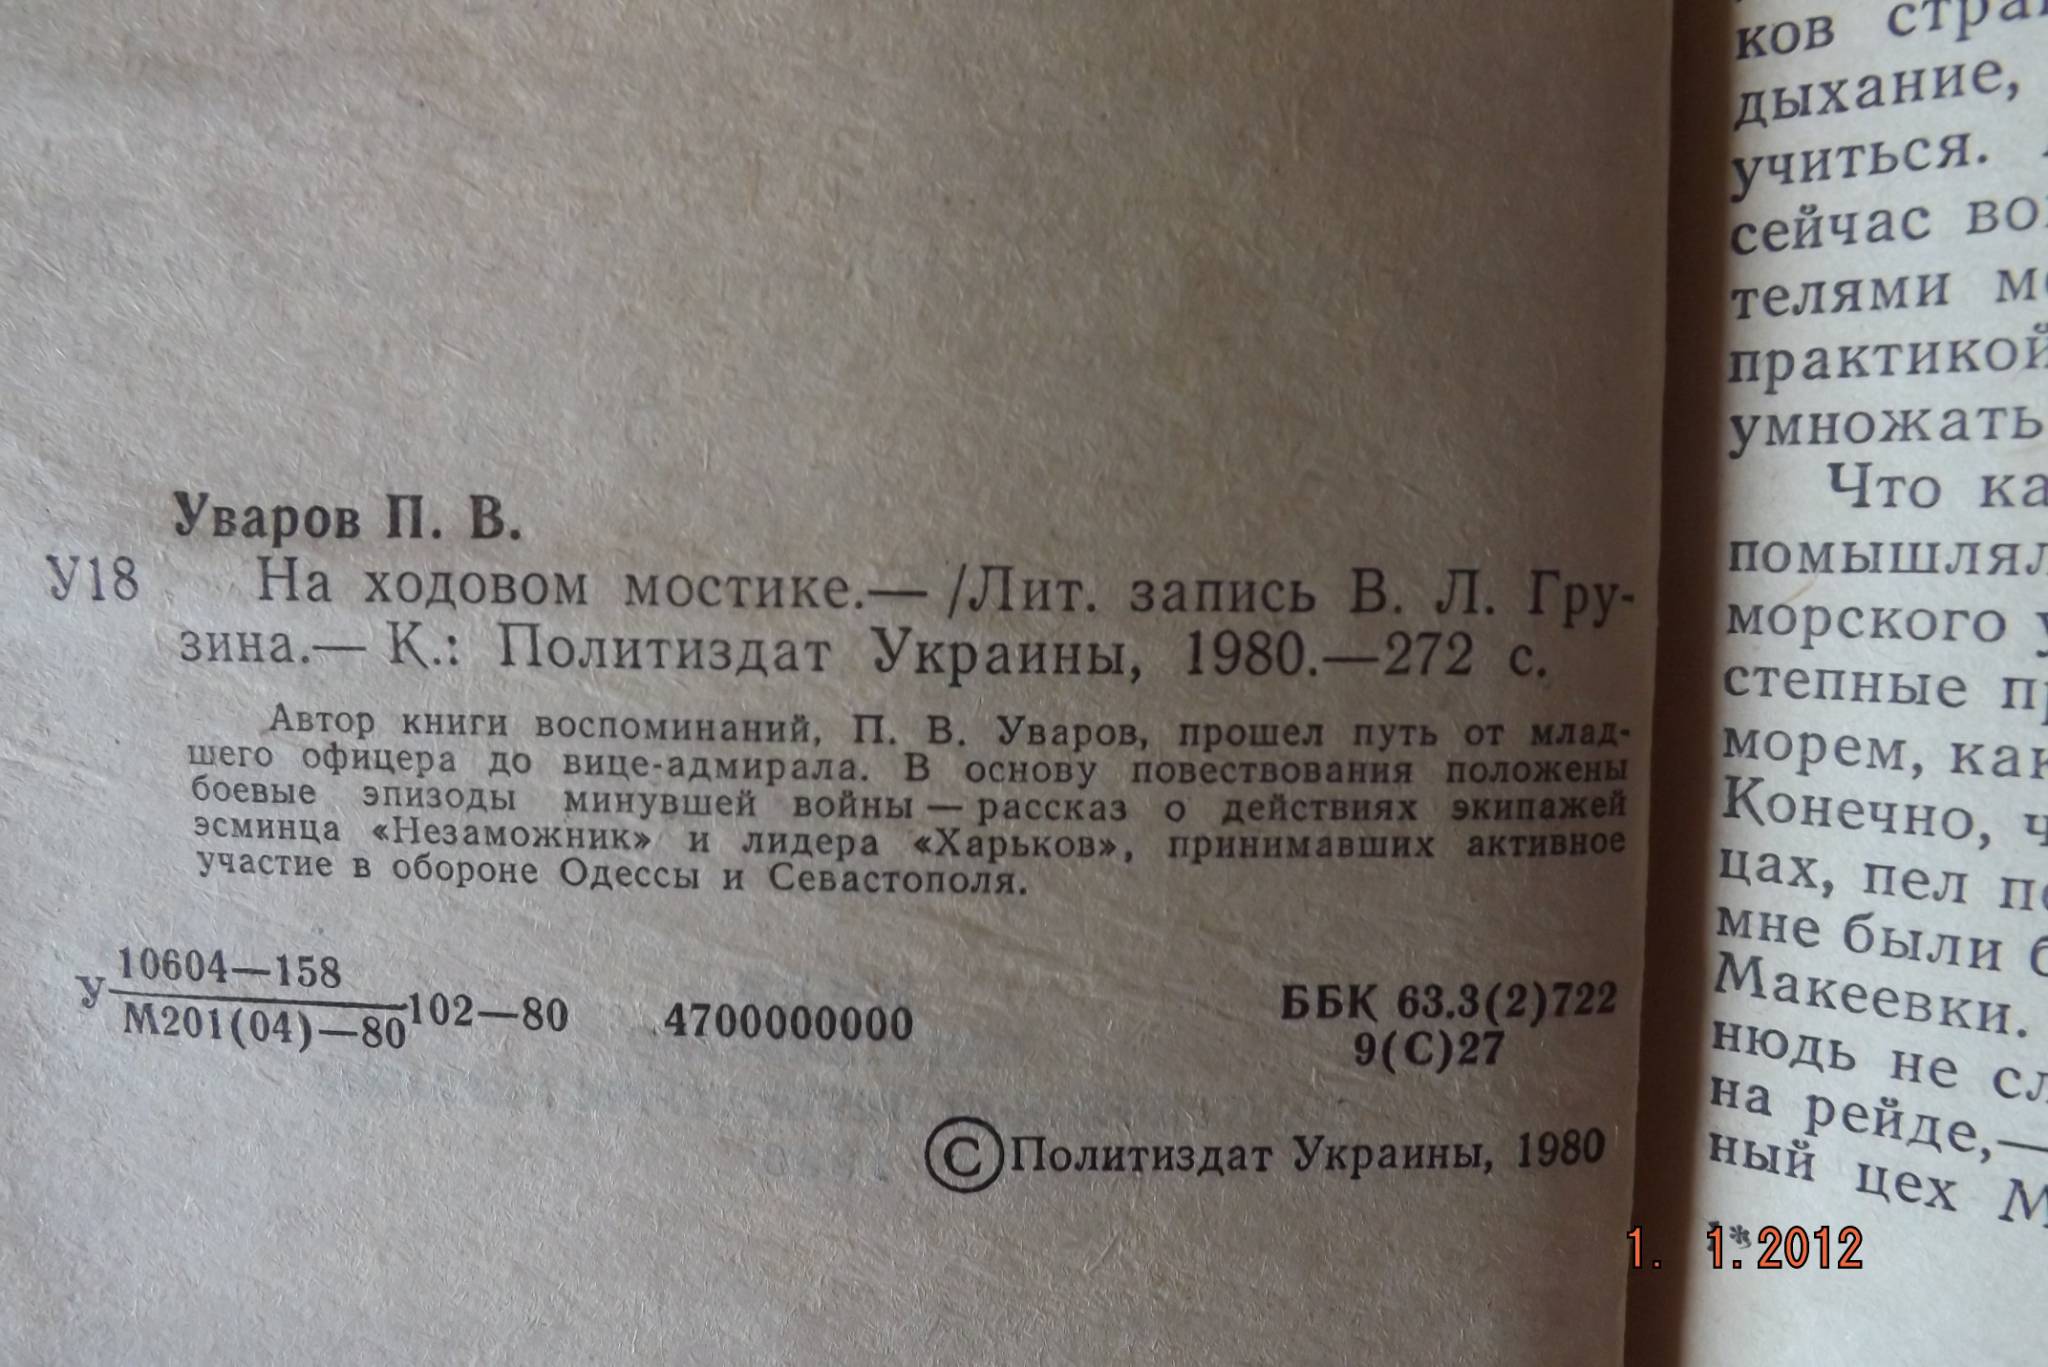 Уваров П. В.
У18 На ходовом мостике.— /Лит. запись В. Л. Гру-
зина.— К.: Политиздат Украины, 1980.—272 с.
Автор книги воспоминаний, П. В. Уваров, прошел путь от млад-
шего офицера до вице-адмирала. В основу повествования положены
боевые эпизоды минувшей войны — рассказ о действиях экипажей
эсминца «Незаможник» и лидера «Харьков», принимавших активное
участие в обороне Одессы и Севастополя.
У 10604—158
М201(04)—80 102—80 4700000000
ББК 63.3(2)722
9(С)27
© Политиздат Украины, 1980
ков
дыхание,
учиться.
сейчас
телями
практикой
умножать
Что
помышлял
морского
степные
морем, как
Конечно,
цах, пел
мне были
Макеевки.
нюдь не
на рейде,—
ный цех
1*
1. 1.2012